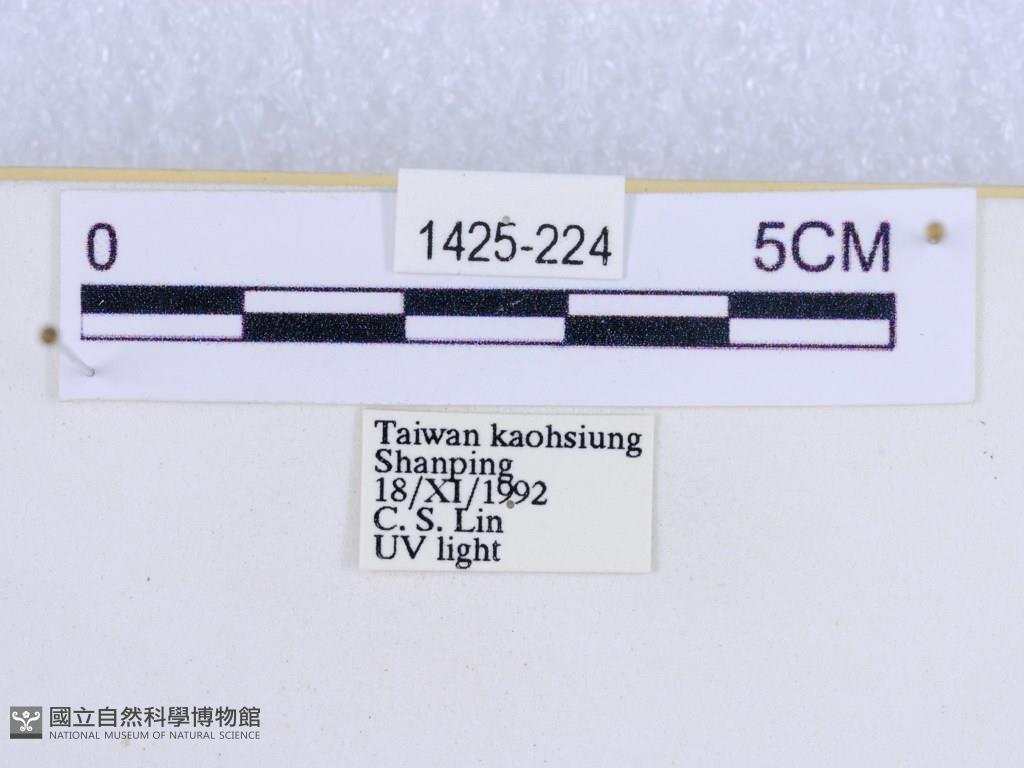 0
1425-224
5CM
Taiwan kaohsiung
Shanping
18/XI/1992
C. S. Lin
UV light
國立自然科學博物館
NATIONAL MUSEUM OF NATURAL SCIENCE